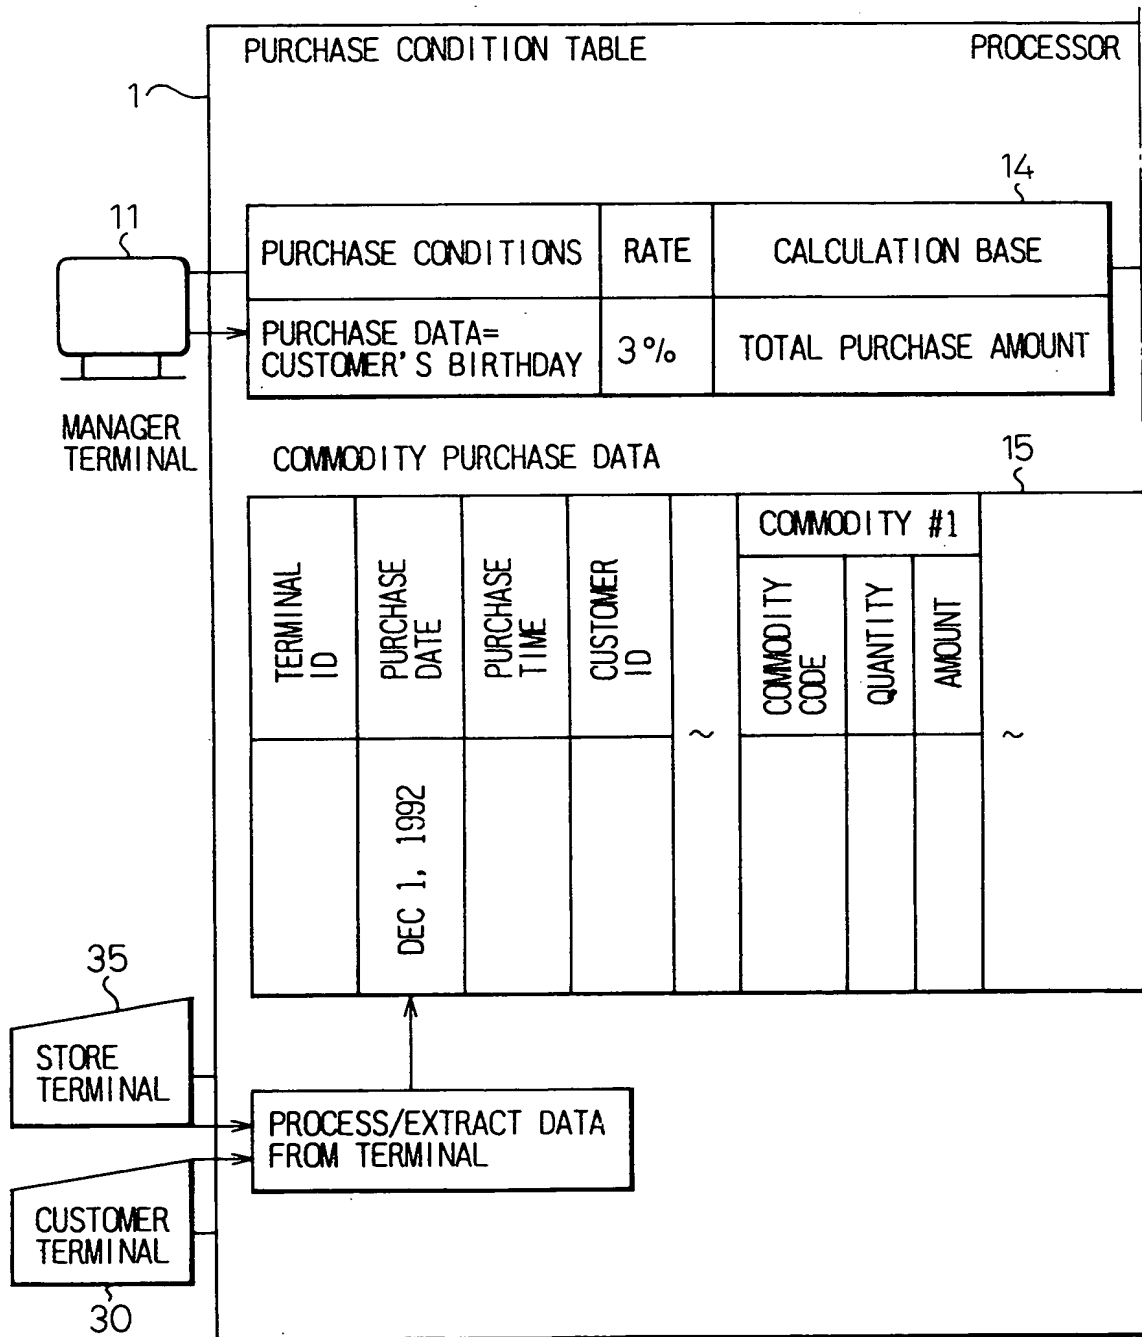 PURCHASE CONDITION TABLE
PROCESSOR
1
14
11
PURCHASE CONDITIONS
RATE
CALCULATION BASE
PURCHASE DATA=
CUSTOMER'S BIRTHDAY
3%
TOTAL PURCHASE AMOUNT
MANAGER
TERMINAL
COMMODITY PURCHASE DATA
15
TERMINAL
ID
PURCHASE
DATE
PURCHASE
TIME
CUSTOMER
ID
~
COMMODITY #1
COMMODITY
CODE
QUANTITY
AMOUNT
~
DEC 1, 1992
35
STORE
TERMINAL
PROCESS/EXTRACT DATA
FROM TERMINAL
CUSTOMER
TERMINAL
30